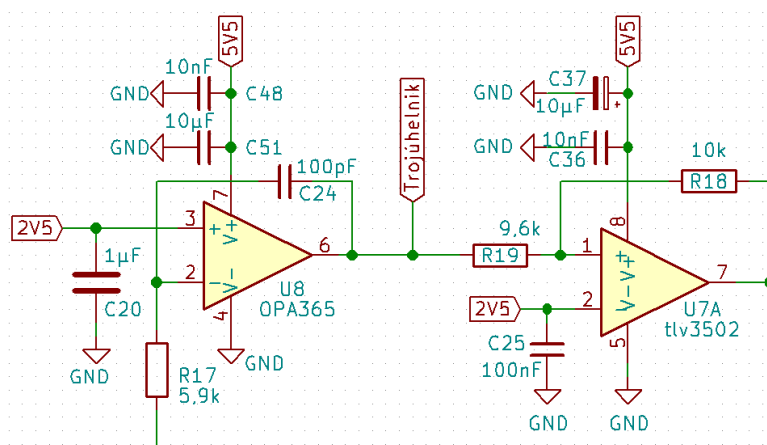 5V5
10nF
GND
C48
10µF
GND
C51
100pF
C24
7
2V5
3
+
V+
6
1µF
C20
2
V-
U8
OPA365
4
GND
GND
R17
5,9k
Trojúhelnik
5V5
C37
GND
10µF
+
10nF
GND
C36
10k
R18
9,6k
R19
8
1
+
V+
7
2V5
2
V-
U7A
tlv3502
C25
100nF
5
GND
GND